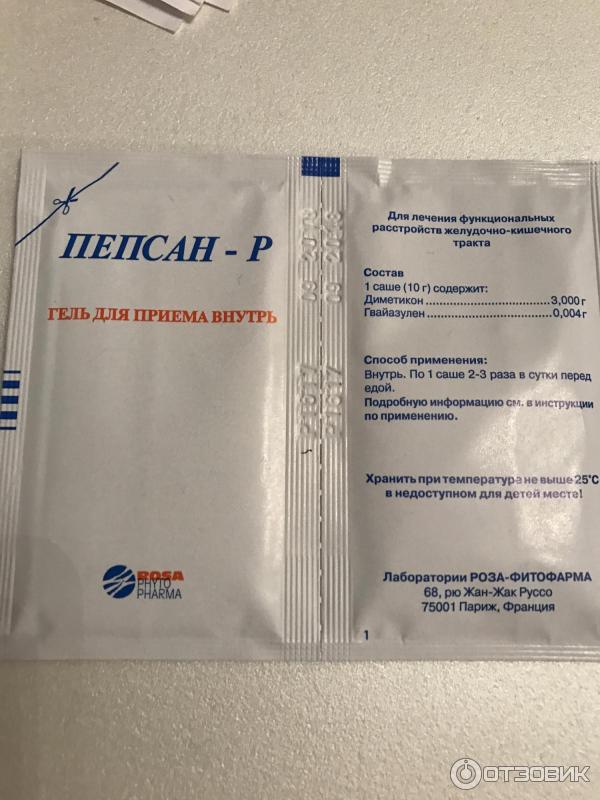 ПЕПСАН - Р
ГЕЛЬ ДЛЯ ПРИЕМА ВНУТРЬ
ROSA
PHYTO
PHARMA
Для лечения функциональных
расстройств желудочно-кишечного
тракта
Состав
1 саше (10 г) содержит:
Диметикон ............................ 3,000 г
Гвайазулен ............................ 0,004 г
Способ применения:
Внутрь. По 1 саше 2-3 раза в сутки перед
едой.
Подробную информацию см. в инструкции
по применению.
Хранить при температуре не выше 25°С
в недоступном для детей месте!
Лаборатории РОЗА-ФИТОФАРМА
68, рю Жан-Жак Руссо
75001 Париж, Франция
1
ОТЗОВИК